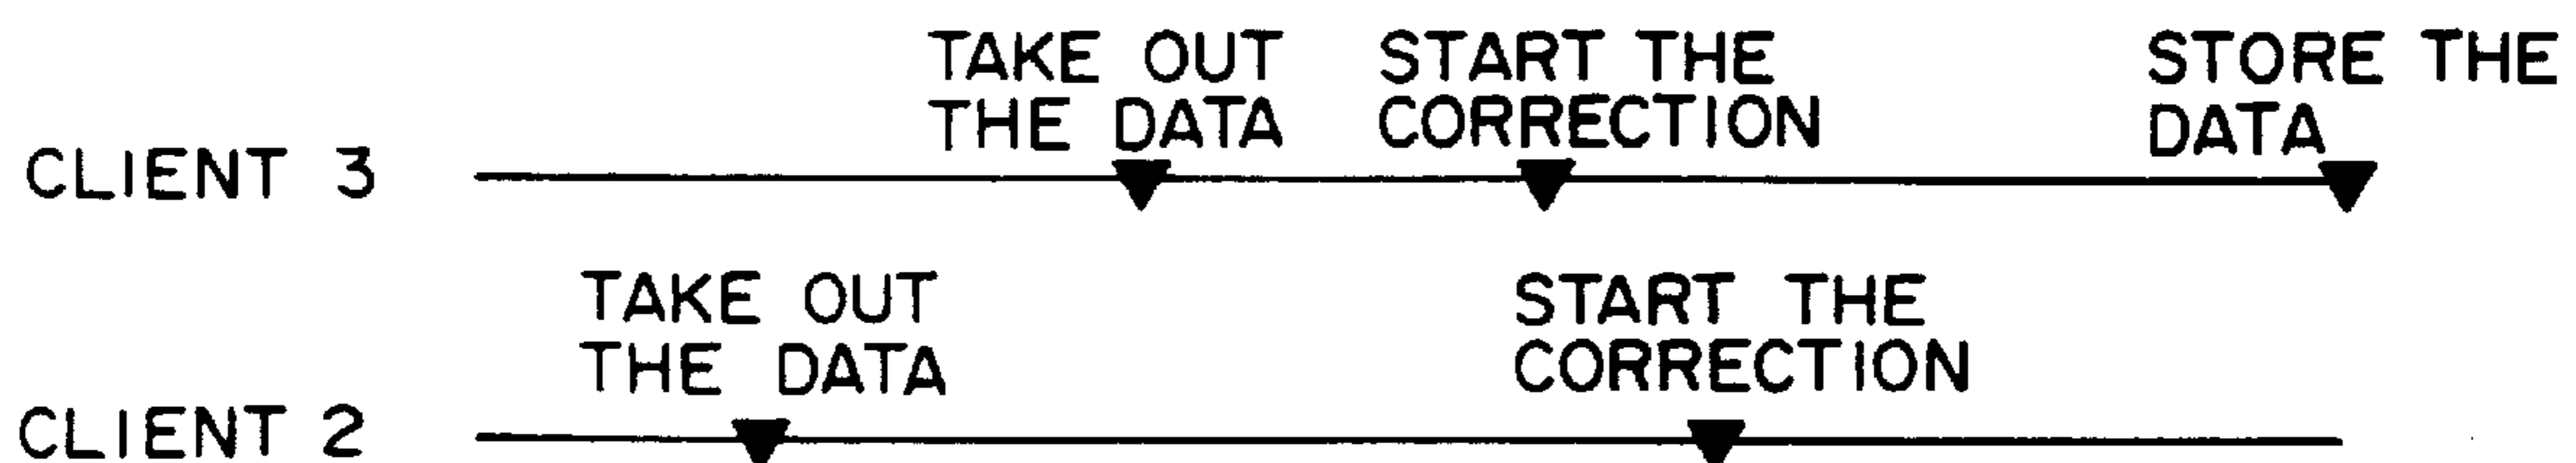 TAKE OUT
THE DATA
START THE
CORRECTION
STORE THE
DATA
CLIENT 3
TAKE OUT
THE DATA
START THE
CORRECTION
CLIENT 2